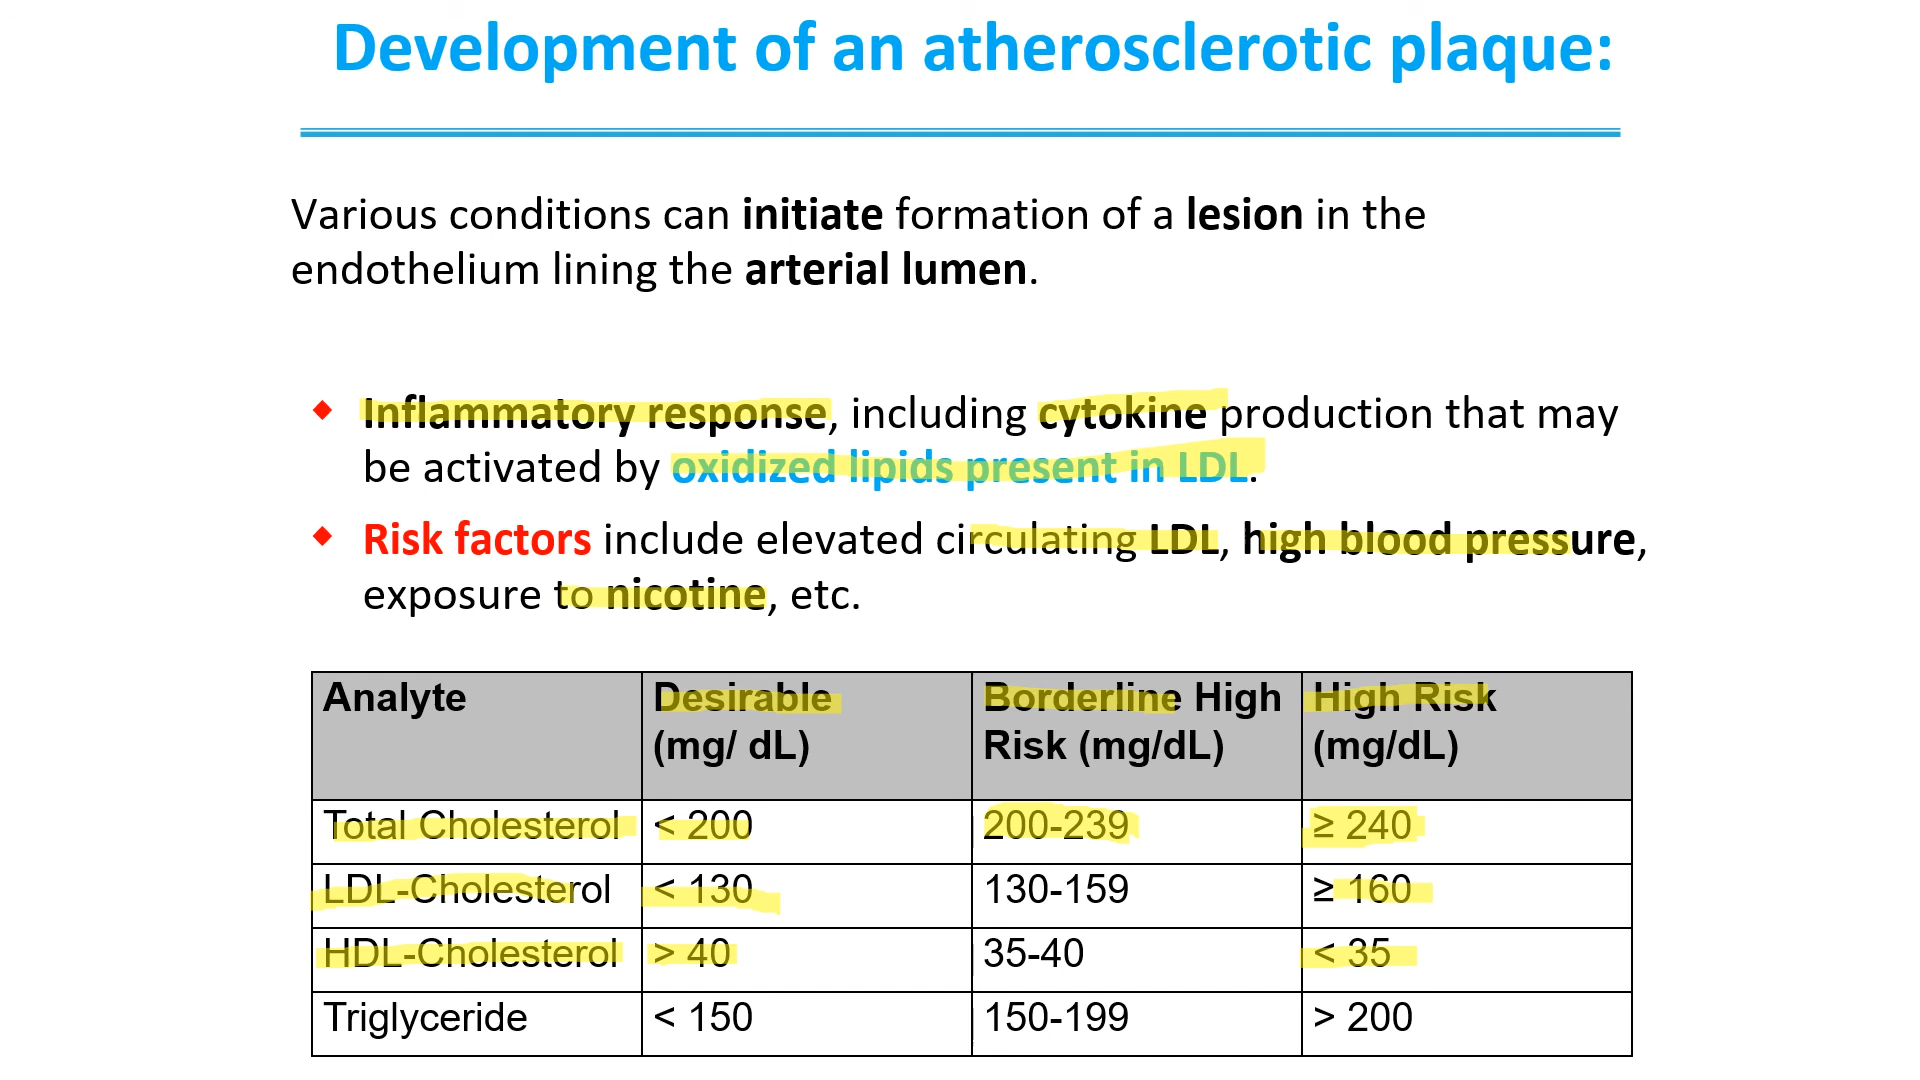 Development of an atherosclerotic plaque:
Various conditions can initiate formation of a lesion in the
endothelium lining the arterial lumen.
Inflammatory response, including cytokine production that may
be activated by oxidized lipids present in LDL.
Risk factors include elevated circulating LDL, high blood pressure,
exposure to nicotine, etc.
Analyte Desirable (mg/ dL) Borderline High Risk (mg/dL) High Risk (mg/dL)
Total Cholesterol < 200 200-239 ≥ 240
LDL-Cholesterol < 130 130-159 ≥ 160
HDL-Cholesterol > 40 35-40 < 35
Triglyceride < 150 150-199 > 200